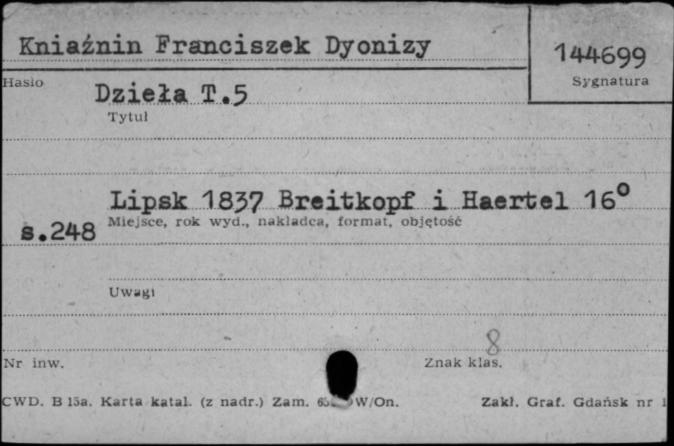 Kniaźnin Franciszek Dyonizy
144699
Hasło
Sygnatura
Dzieła T.5
Tytuł
Lipsk 1837 Breitkopf i Haertel 16°
Miejsce, rok wyd., nakładca, format, objętość
s.248
Uwagi
8
Nr inw.
Znak klas.
CWD. B 15a. Karta katal. (z nadr.) Zam. W/On.
Zakł. Graf. Gdańsk nr 1